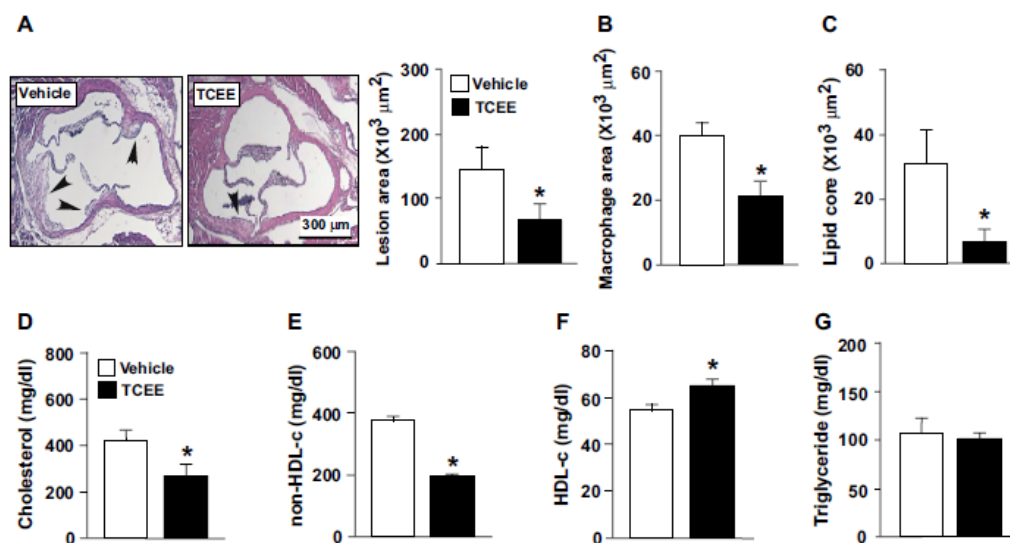 A
B
C
Vehicle
TCEE
300 μm
Lesion area (X10³ μm²)
300
200
100
0
Vehicle
TCEE
*
Macrophage area (X10³ μm²)
60
40
20
0
*
Lipid core (X10³ μm²)
60
40
20
0
*
D
E
F
G
Cholesterol (mg/dl)
800
600
400
200
0
Vehicle
TCEE
*
non-HDL-c (mg/dl)
600
400
200
0
*
HDL-c (mg/dl)
80
60
40
20
0
*
Triglyceride (mg/dl)
200
150
100
50
0